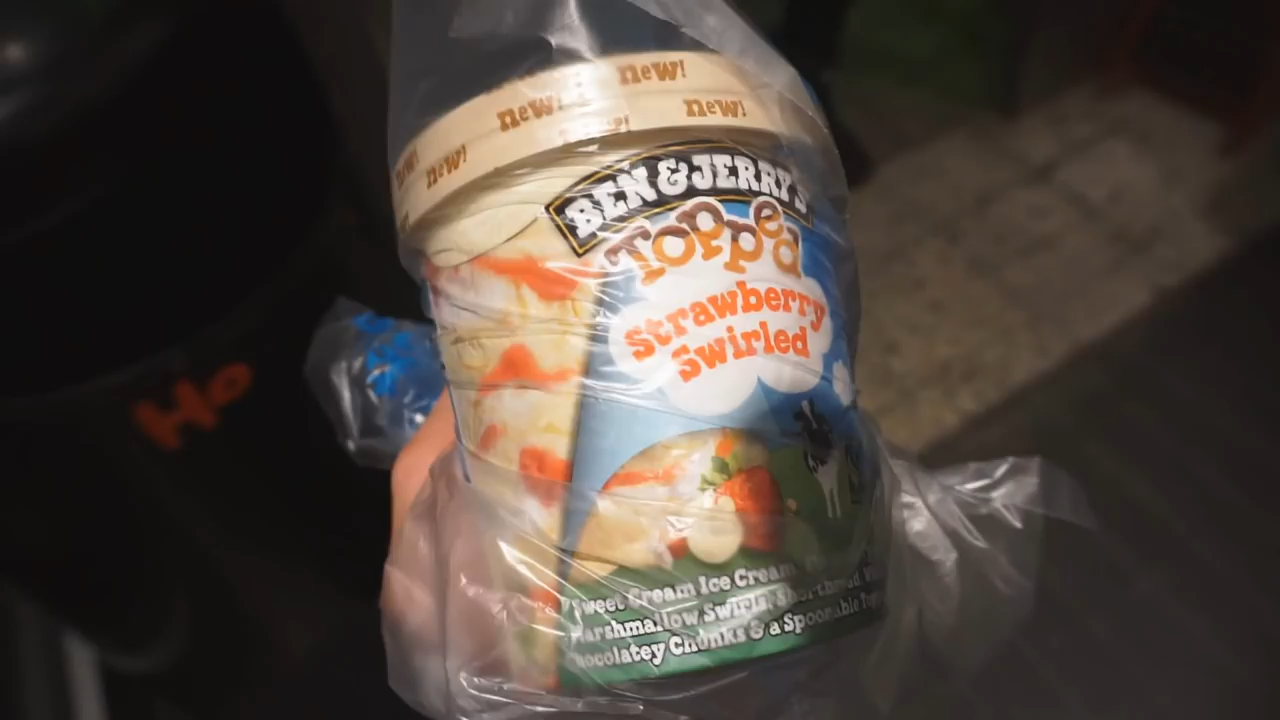 new!
new! new!
new!
BEN & JERRY'S
Topped
Strawberry
Swirled
Ho
Sweet Cream Ice Cream
Marshmallow Swirls, Shortbread
Chocolatey Chunks & a Spoonable